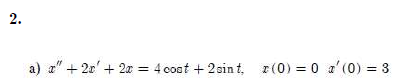 2.
a) x″ + 2x′ + 2x = 4 cos t + 2 sin t, x(0) = 0 x′(0) = 3